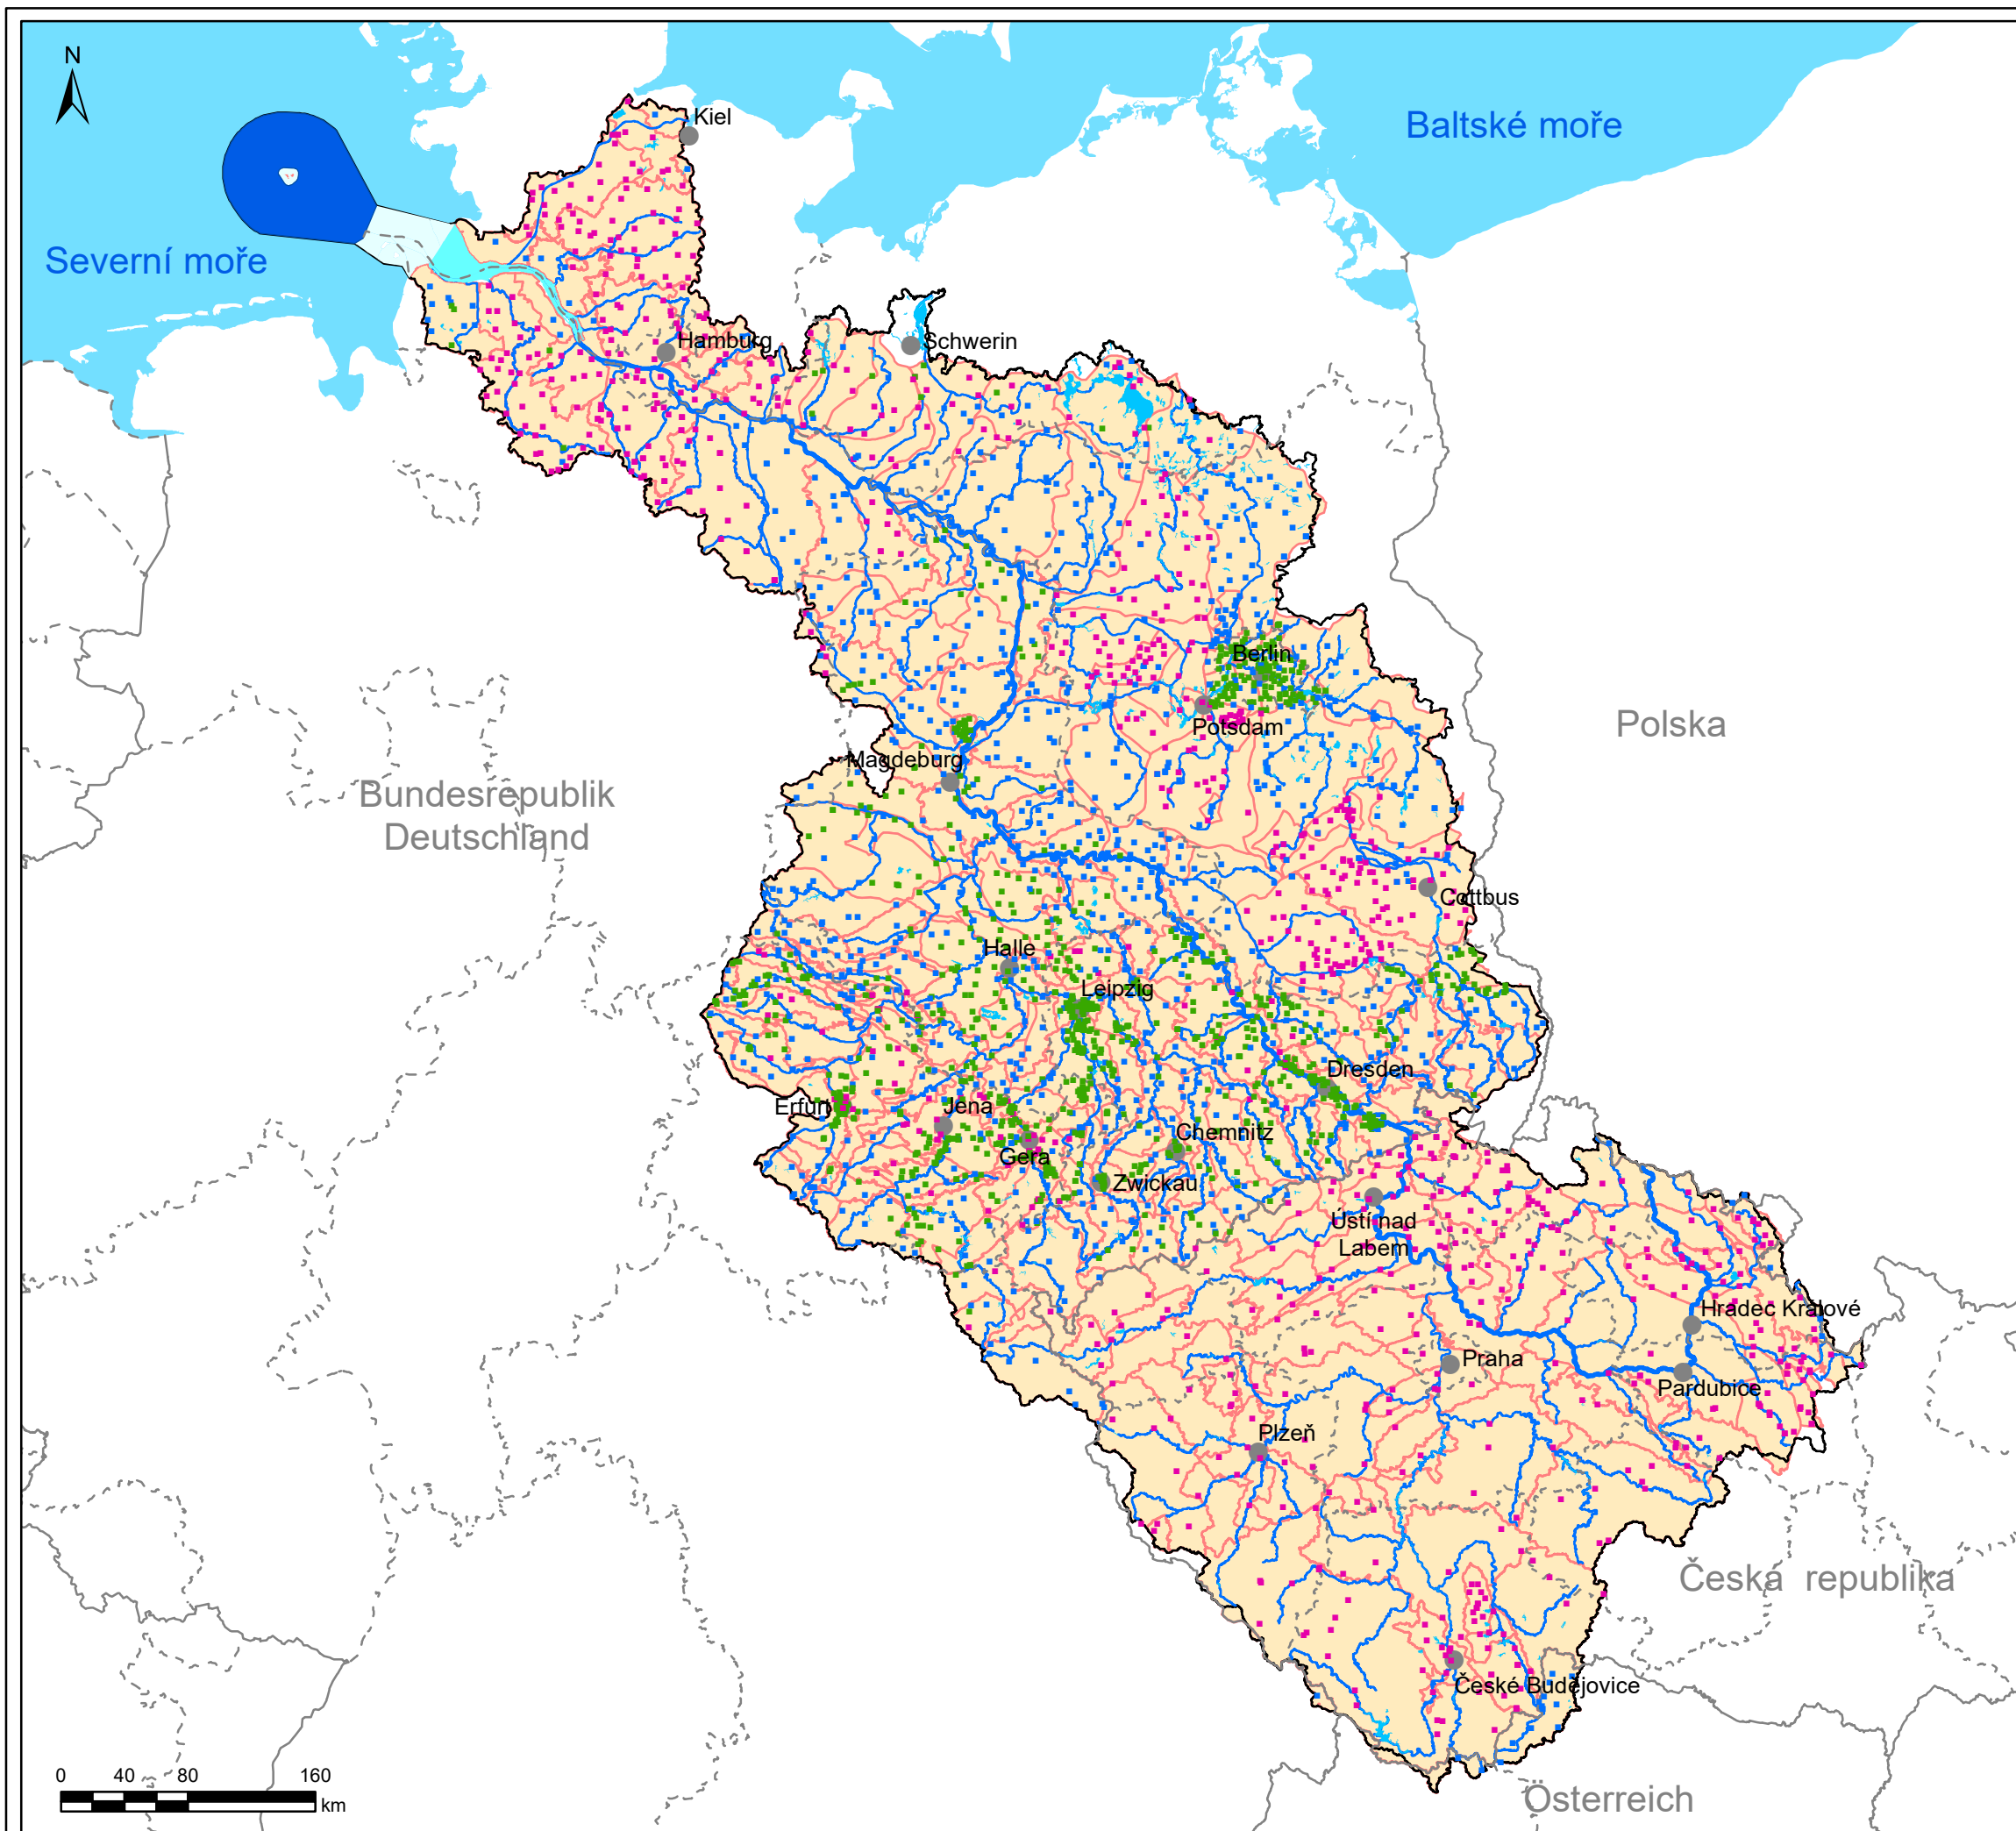 N
Kiel
Baltské moře
Severní moře
Hamburg
Schwerin
Berlin
Polska
Potsdam
Magdeburg
Bundesrepublik
Deutschland
Cottbus
Halle
Leipzig
Dresden
Erfurt
Jena
Chemnitz
Gera
Zwickau
Ústí nad
Labem
Hradec Králové
Praha
Pardubice
Plzeň
Česká republika
České Budějovice
0 40 80 160
km
Österreich